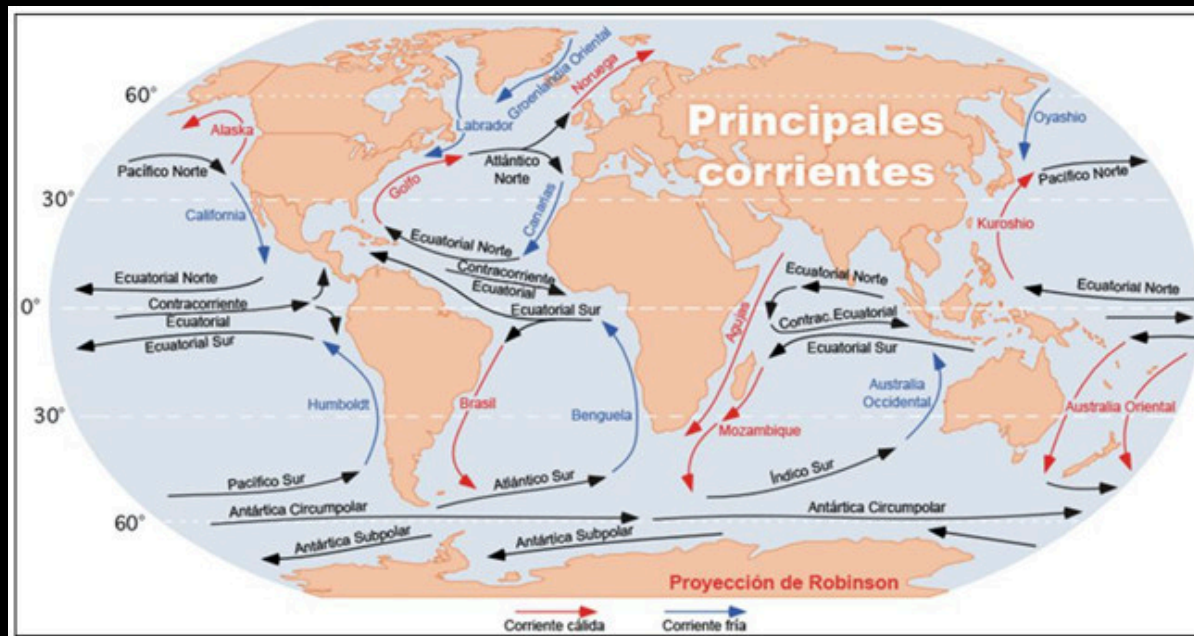 Principales
corrientes
60°
30°
0°
30°
60°
Alaska
Pacífico Norte
California
Ecuatorial Norte
Contracorriente
Ecuatorial
Ecuatorial Sur
Humboldt
Pacífico Sur
Antártica Circumpolar
Antártica Subpolar
Labrador
Groenlandia Oriental
Noruega
Golfo
Atlántico
Norte
Canarias
Ecuatorial Norte
Contracorriente
Ecuatorial
Ecuatorial Sur
Brasil
Benguela
Atlántico Sur
Antártica Subpolar
Agujas
Mozambique
Ecuatorial Norte
Contrac.Ecuatorial
Ecuatorial Sur
Australia
Occidental
Índico Sur
Antártica Circumpolar
Oyashio
Pacífico Norte
Kuroshio
Ecuatorial Norte
Australia Oriental
Proyección de Robinson
Corriente cálida
Corriente fría